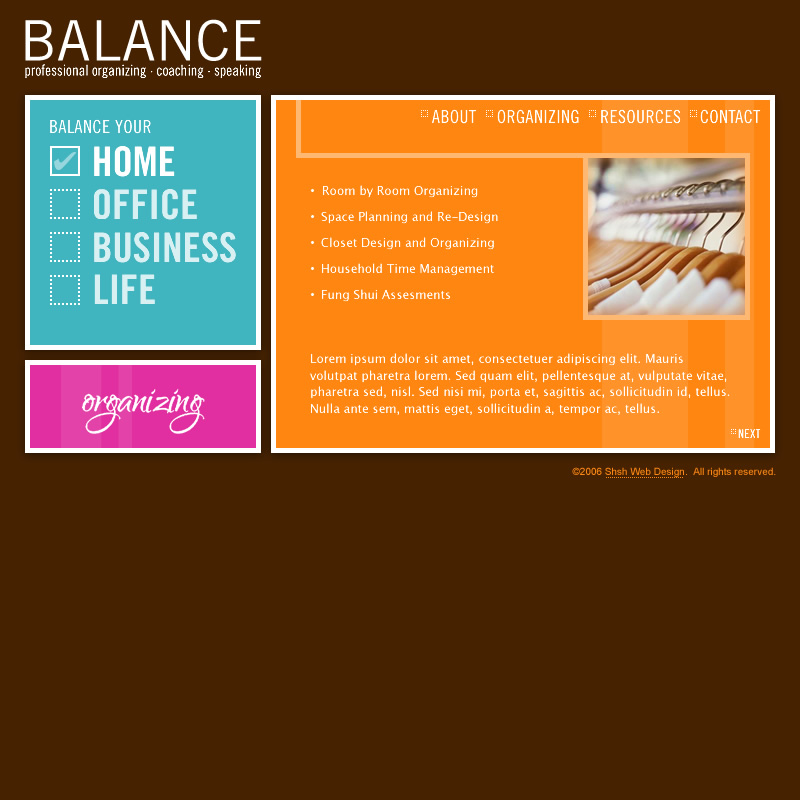 BALANCE
professional organizing · coaching · speaking
BALANCE YOUR
HOME
OFFICE
BUSINESS
LIFE
organizing
ABOUT ORGANIZING RESOURCES CONTACT
• Room by Room Organizing
• Space Planning and Re-Design
• Closet Design and Organizing
• Household Time Management
• Fung Shui Assesments
Lorem ipsum dolor sit amet, consectetuer adipiscing elit. Mauris
volutpat pharetra lorem. Sed quam elit, pellentesque at, vulputate vitae,
pharetra sed, nisl. Sed nisi mi, porta et, sagittis ac, sollicitudin id, tellus.
Nulla ante sem, mattis eget, sollicitudin a, tempor ac, tellus.
NEXT
©2006 Shsh Web Design. All rights reserved.